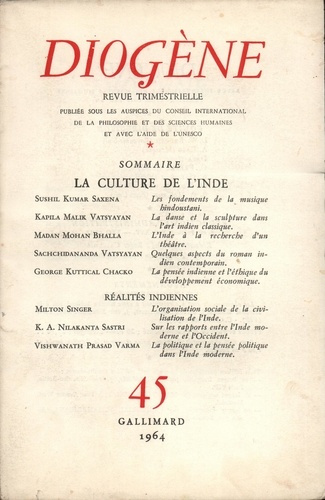 DIOGÈNE
REVUE TRIMESTRIELLE
PUBLIÉE SOUS LES AUSPICES DU CONSEIL INTERNATIONAL
DE LA PHILOSOPHIE ET DES SCIENCES HUMAINES
ET AVEC L'AIDE DE L'UNESCO
*
SOMMAIRE
LA CULTURE DE L'INDE
SUSHIL KUMAR SAXENA Les fondements de la musique
hindoustani.
KAPILA MALIK VATSYAYAN La danse et la sculpture dans
l'art indien classique.
MADAN MOHAN BHALLA L'Inde à la recherche d'un
théâtre.
SACHCHIDANANDA VATSYAYAN Quelques aspects du roman in-
dien contemporain.
GEORGE KUTTICAL CHACKO La pensée indienne et l'éthique du
développement économique.
RÉALITÉS INDIENNES
MILTON SINGER L'organisation sociale de la civi-
lisation de l'Inde.
K. A. NILAKANTA SASTRI Sur les rapports entre l'Inde mo-
derne et l'Occident.
VISHWANATH PRASAD VARMA La politique et la pensée politique
dans l'Inde moderne.
45
GALLIMARD
1964